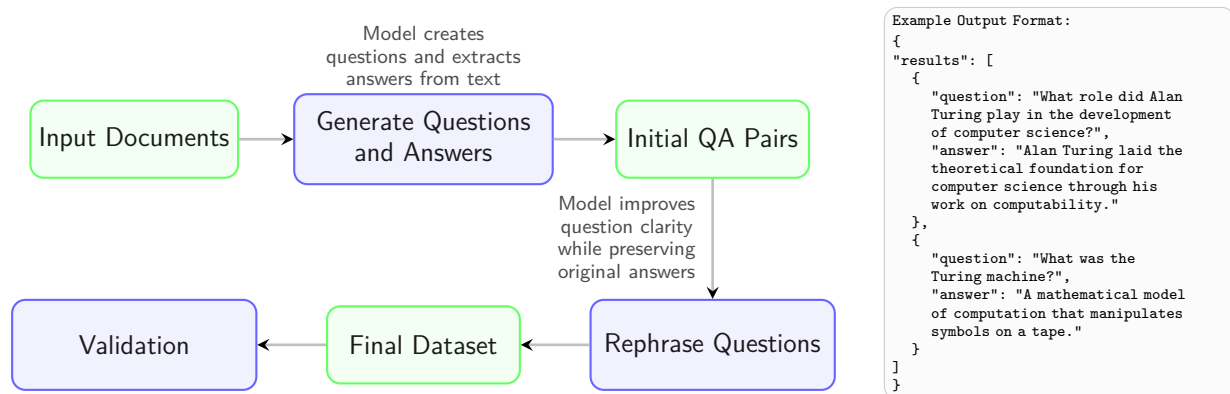 Model creates
questions and extracts
answers from text
Input Documents
Generate Questions
and Answers
Initial QA Pairs
Model improves
question clarity
while preserving
original answers
Validation
Final Dataset
Rephrase Questions
Example Output Format:
{
"results": [
{
"question": "What role did Alan
Turing play in the development
of computer science?",
"answer": "Alan Turing laid the
theoretical foundation for
computer science through his
work on computability."
},
{
"question": "What was the
Turing machine?",
"answer": "A mathematical model
of computation that manipulates
symbols on a tape."
}
]
}